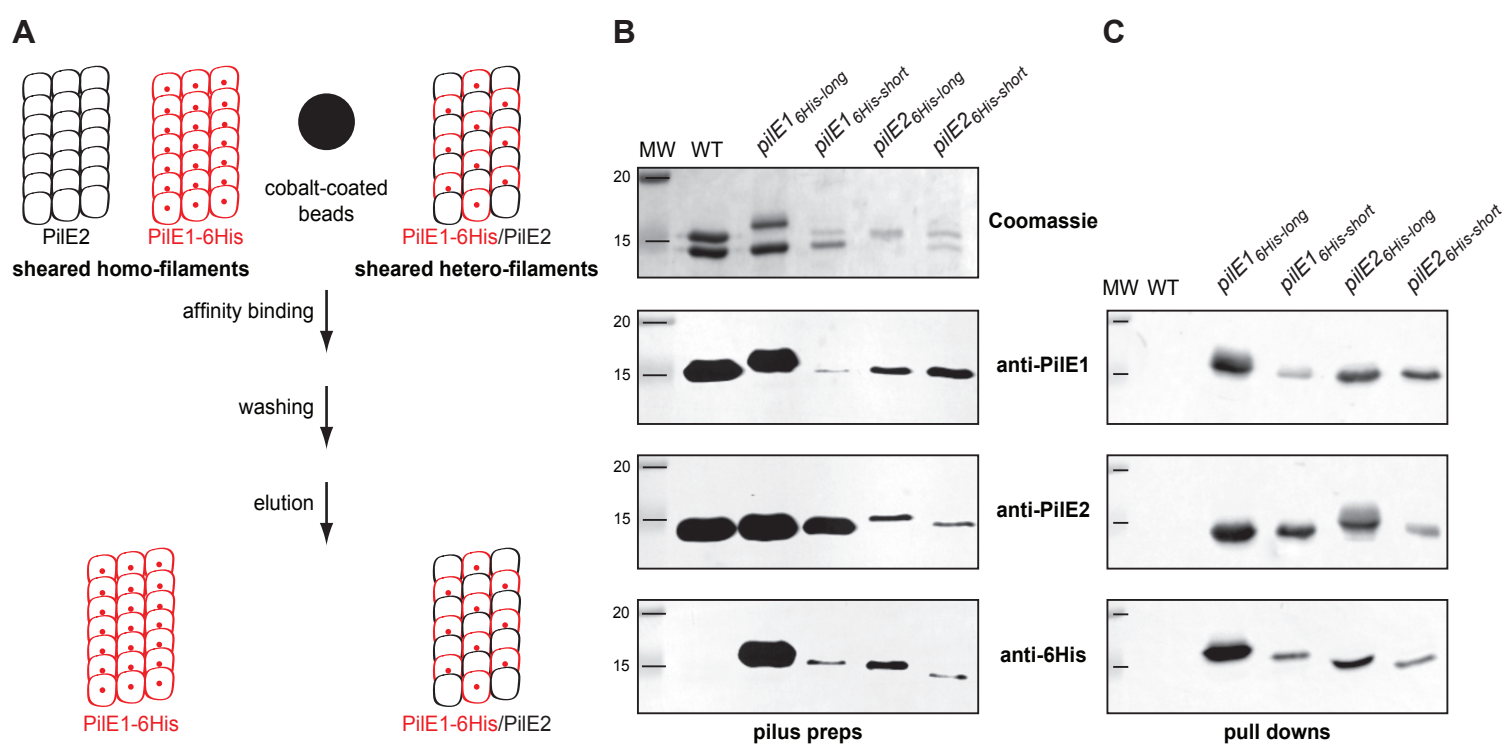 A
PilE2
PilE1-6His
cobalt-coated
beads
PilE1-6His/PilE2
sheared homo-filaments
sheared hetero-filaments
affinity binding
washing
elution
PilE1-6His
PilE1-6His/PilE2
B
MW WT pilE1 6His-long pilE1 6His-short pilE2 6His-long pilE2 6His-short
20
15
Coomassie
20
15
anti-PilE1
20
15
anti-PilE2
20
15
anti-6His
pilus preps
C
MW WT pilE1 6His-long pilE1 6His-short pilE2 6His-long pilE2 6His-short
pull downs